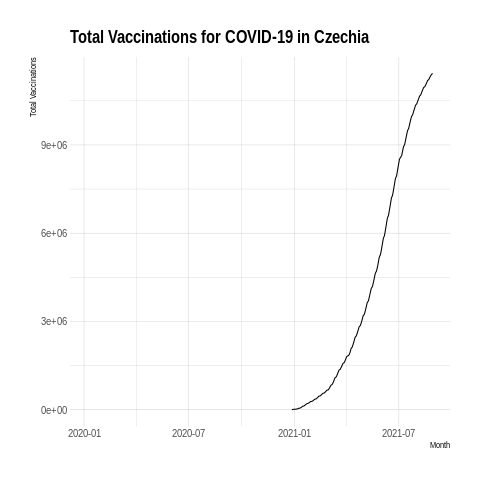 Total Vaccinations for COVID-19 in Czechia
Total Vaccinations
9e+06
6e+06
3e+06
0e+00
2020-01 2020-07 2021-01 2021-07
Month